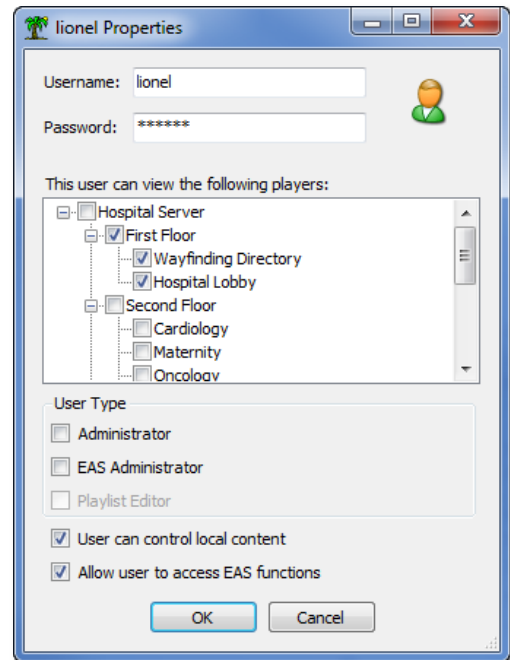 lionel Properties
Username: lionel
Password: ******
This user can view the following players:
Hospital Server
First Floor
Wayfinding Directory
Hospital Lobby
Second Floor
Cardiology
Maternity
Oncology
User Type
Administrator
EAS Administrator
Playlist Editor
User can control local content
Allow user to access EAS functions
OK Cancel